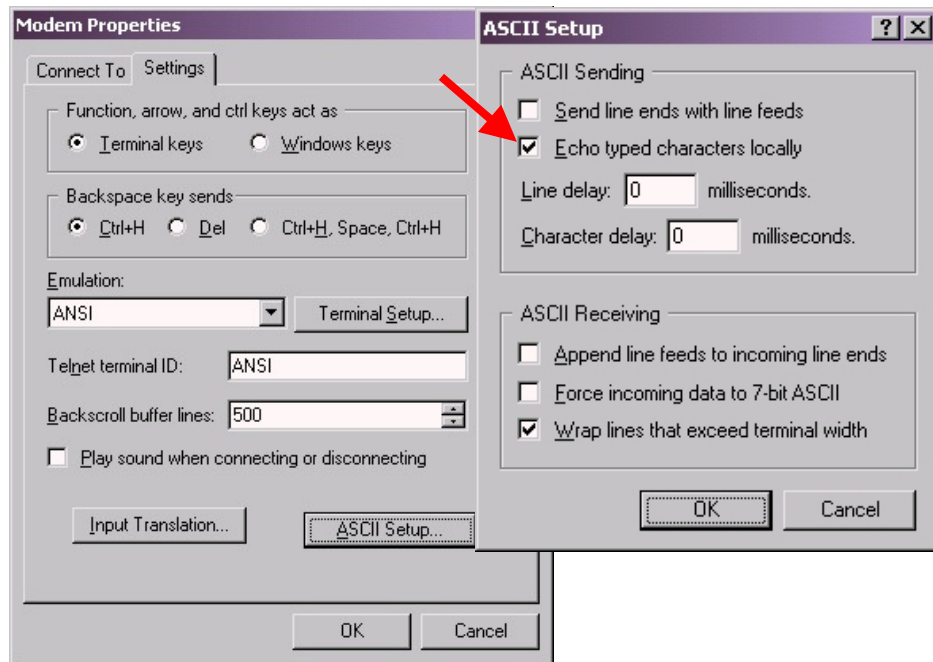 Modem Properties
Connect To
Settings
Function, arrow, and ctrl keys act as
Terminal keys
Windows keys
Backspace key sends
Ctrl+H
Del
Ctrl+H, Space, Ctrl+H
Emulation:
ANSI
Terminal Setup...
Telnet terminal ID:
ANSI
Backscroll buffer lines:
500
Play sound when connecting or disconnecting
Input Translation...
ASCII Setup...
OK
Cancel
ASCII Setup
ASCII Sending
Send line ends with line feeds
Echo typed characters locally
Line delay: 0 milliseconds.
Character delay: 0 milliseconds.
ASCII Receiving
Append line feeds to incoming line ends
Force incoming data to 7-bit ASCII
Wrap lines that exceed terminal width
OK
Cancel